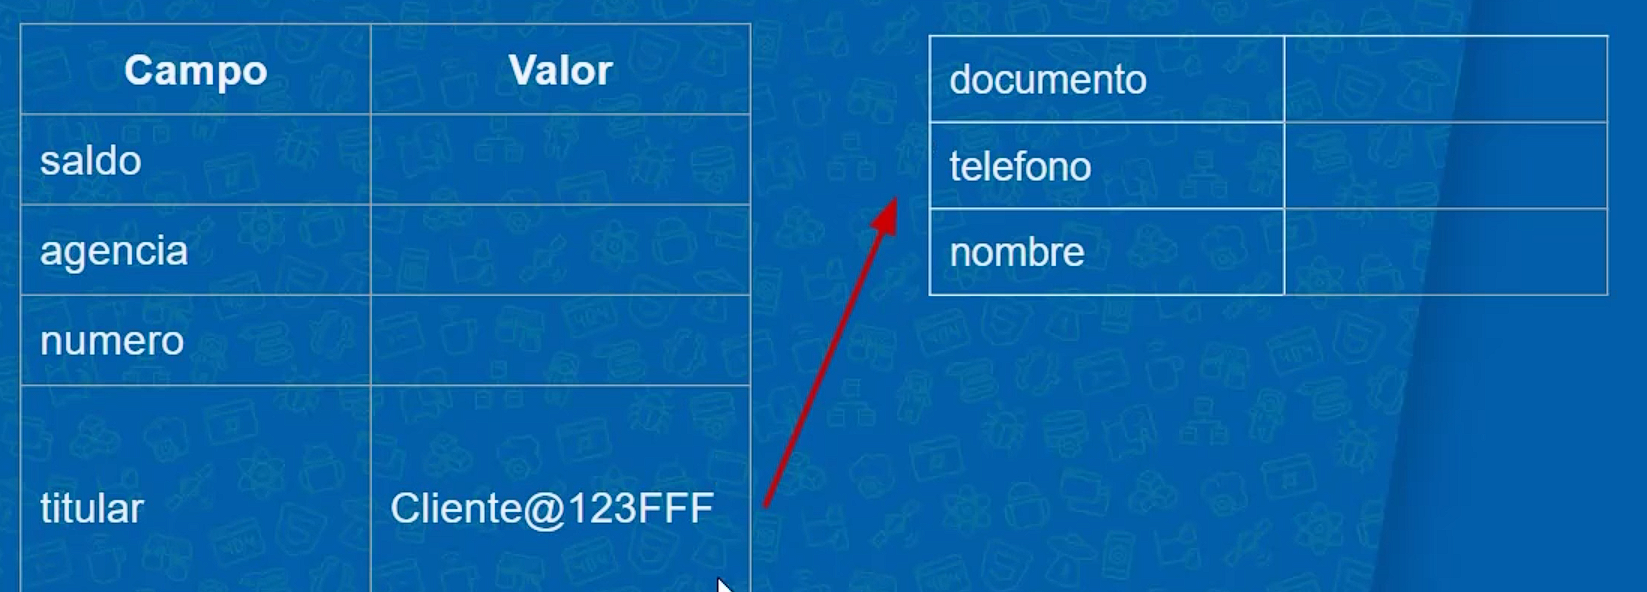 Campo Valor
saldo
agencia
numero
titular Cliente@123FFF
documento
telefono
nombre